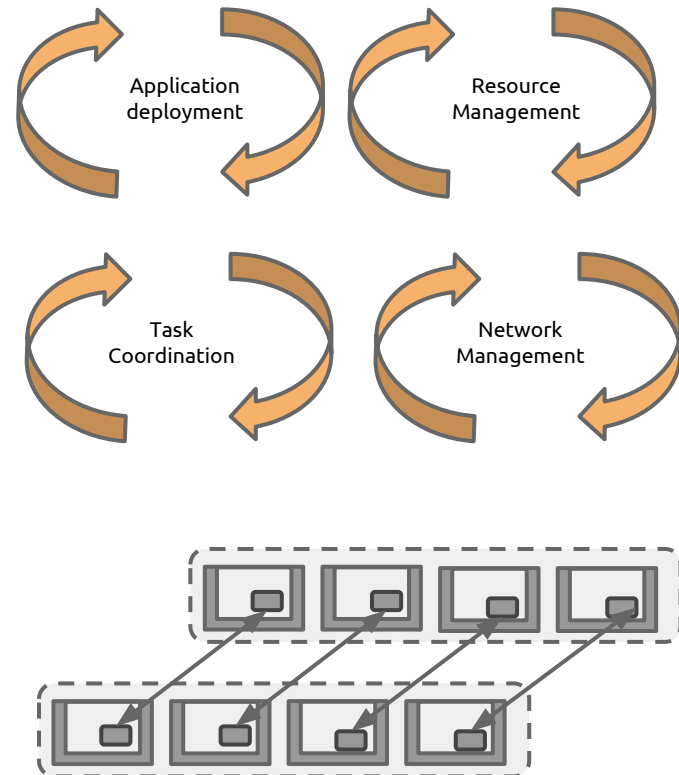 Application
deployment
Resource
Management
Task
Coordination
Network
Management